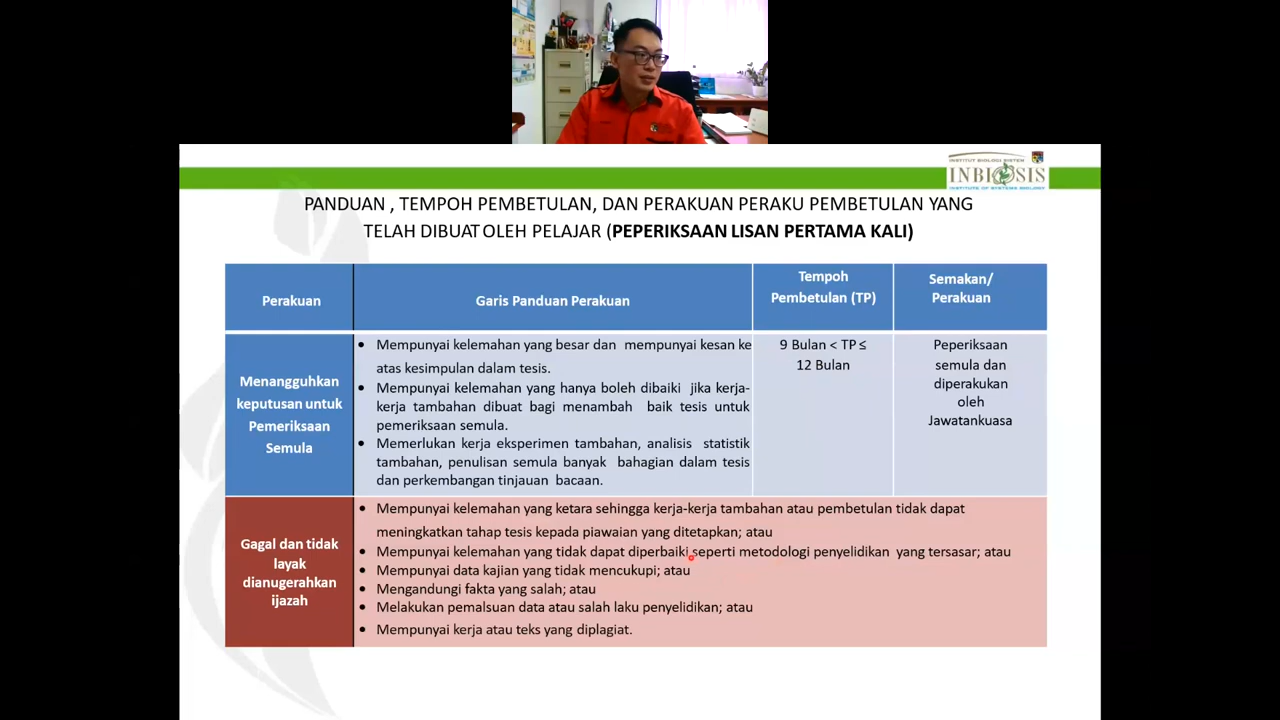 INSTITUT BIOLOGI SISTEM
INBIOSIS
INSTITUTE OF SYSTEMS BIOLOGY
PANDUAN , TEMPOH PEMBETULAN, DAN PERAKUAN PERAKU PEMBETULAN YANG
TELAH DIBUAT OLEH PELAJAR (PEPERIKSAAN LISAN PERTAMA KALI)
Perakuan
Garis Panduan Perakuan
Tempoh
Pembetulan (TP)
Semakan/
Perakuan
Menangguhkan
keputusan untuk
Pemeriksaan
Semula
• Mempunyai kelemahan yang besar dan mempunyai kesan ke
atas kesimpulan dalam tesis.
• Mempunyai kelemahan yang hanya boleh dibaiki jika kerja-
kerja tambahan dibuat bagi menambah baik tesis untuk
pemeriksaan semula.
• Memerlukan kerja eksperimen tambahan, analisis statistik
tambahan, penulisan semula banyak bahagian dalam tesis
dan perkembangan tinjauan bacaan.
9 Bulan < TP ≤
12 Bulan
Peperiksaan
semula dan
diperakukan
oleh
Jawatankuasa
Gagal dan tidak
layak
dianugerahkan
ijazah
• Mempunyai kelemahan yang ketara sehingga kerja-kerja tambahan atau pembetulan tidak dapat
meningkatkan tahap tesis kepada piawaian yang ditetapkan; atau
• Mempunyai kelemahan yang tidak dapat diperbaiki seperti metodologi penyelidikan yang tersasar; atau
• Mempunyai data kajian yang tidak mencukupi; atau
• Mengandungi fakta yang salah; atau
• Melakukan pemalsuan data atau salah laku penyelidikan; atau
• Mempunyai kerja atau teks yang diplagiat.